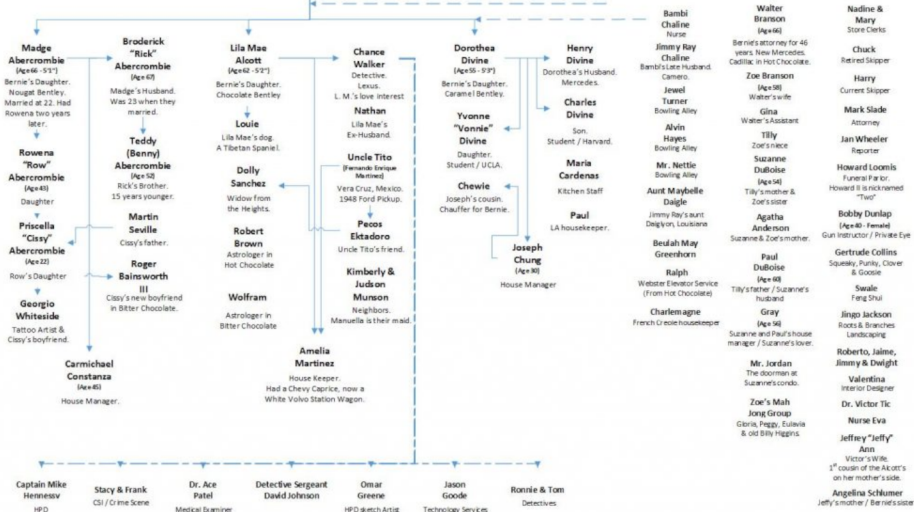 Madge
Abercrombie
(Age 66 - 5'1")
Bernie's Daughter.
Nougat Bentley.
Married at 22. Had
Rowena two years
later.
Rowena
"Row"
Abercrombie
(Age 43)
Daughter
Priscella
"Cissy"
Abercrombie
(Age 22)
Row's Daughter
Georgio
Whiteside
Tattoo Artist &
Cissy's boyfriend.
Broderick
"Rick"
Abercrombie
(Age 67)
Madge's Husband.
Was 23 when they
married.
Teddy
(Benny)
Abercrombie
(Age 52)
Rick's Brother.
15 years younger.
Martin
Seville
Cissy's father.
Roger
Bainsworth
III
Cissy's new boyfriend
in Bitter Chocolate.
Carmichael
Constanza
(Age 45)
House Manager.
Lila Mae
Alcott
(Age 62 - 5'2")
Bernie's Daughter.
Chocolate Bentley
Louie
Lila Mae's dog.
A Tibetan Spaniel.
Dolly
Sanchez
Widow from
the Heights.
Robert
Brown
Astrologer in
Hot Chocolate
Wolfram
Astrologer in
Bitter Chocolate
Chance
Walker
Detective.
Lexus.
L. M.'s love interest
Nathan
Lila Mae's
Ex-Husband.
Uncle Tito
(Fernando Enrique
Martinez)
Vera Cruz, Mexico.
1948 Ford Pickup.
Pecos
Ektadoro
Uncle Tito's friend.
Kimberly &
Judson
Munson
Neighbors.
Manuella is their maid.
Amelia
Martinez
House Keeper.
Had a Chevy Caprice, now a
White Volvo Station Wagon.
Dorothea
Divine
(Age 55 - 5'3")
Bernie's Daughter.
Caramel Bentley.
Yvonne
"Vonnie"
Divine
Daughter.
Student / UCLA.
Chewie
Joseph's cousin.
Chauffer for Bernie.
Henry
Divine
Dorothea's Husband.
Mercedes.
Charles
Divine
Son.
Student / Harvard.
Maria
Cardenas
Kitchen Staff
Paul
LA housekeeper.
Joseph
Chung
(Age 30)
House Manager
Bambi
Chaline
Nurse
Jimmy Ray
Chaline
Bambi's Late Husband.
Camero.
Jewel
Turner
Bowling Alley
Alvin
Hayes
Bowling Alley
Mr. Nettie
Bowling Alley
Aunt Maybelle
Daigle
Jimmy Ray's aunt
Daiglyon, Louisiana
Beulah May
Greenhorn
Ralph
Webster Elevator Service
(From Hot Chocolate)
Charlemagne
French Creole housekeeper
Walter
Branson
(Age 66)
Bernie's attorney for 46
years. New Mercedes.
Cadillac in Hot Chocolate.
Zoe Branson
(Age 58)
Walter's wife
Gina
Walter's Assistant
Tilly
Zoe's niece
Suzanne
DuBoise
(Age 54)
Tilly's mother &
Zoe's sister
Agatha
Anderson
Suzanne & Zoe's mother.
Paul
DuBoise
(Age 60)
Tilly's father / Suzanne's
husband
Gray
(Age 56)
Suzanne and Paul's house
manager / Suzanne's lover.
Mr. Jordan
The doorman at
Suzanne's condo.
Zoe's Mah
Jong Group
Gloria, Peggy, Eulavia
& old Billy Higgins.
Nadine &
Mary
Store Clerks
Chuck
Retired Skipper
Harry
Current Skipper
Mark Slade
Attorney
Jan Wheeler
Reporter
Howard Loomis
Funeral Parlor.
Howard II is nicknamed
"Two"
Bobby Dunlap
(Age 40 - Female)
Gun Instructor / Private Eye
Gertrude Collins
Squeaky, Punky, Clover
& Goosie
Swale
Feng Shui
Jingo Jackson
Roots & Branches
Landscaping
Roberto, Jaime,
Jimmy & Dwight
Valentina
Interior Designer
Dr. Victor Tic
Nurse Eva
Jeffrey "Jeffy"
Ann
Victor's Wife.
1st cousin of the Alcott's
on her mother's side.
Angelina Schlumer
Jeffy's mother / Bernie's sister
Captain Mike
Hennessy
HPD
Stacy & Frank
CSI / Crime Scene
Dr. Ace
Patel
Medical Examiner
Detective Sergeant
David Johnson
Omar
Greene
HPD sketch Artist
Jason
Goode
Technology Services
Ronnie & Tom
Detectives